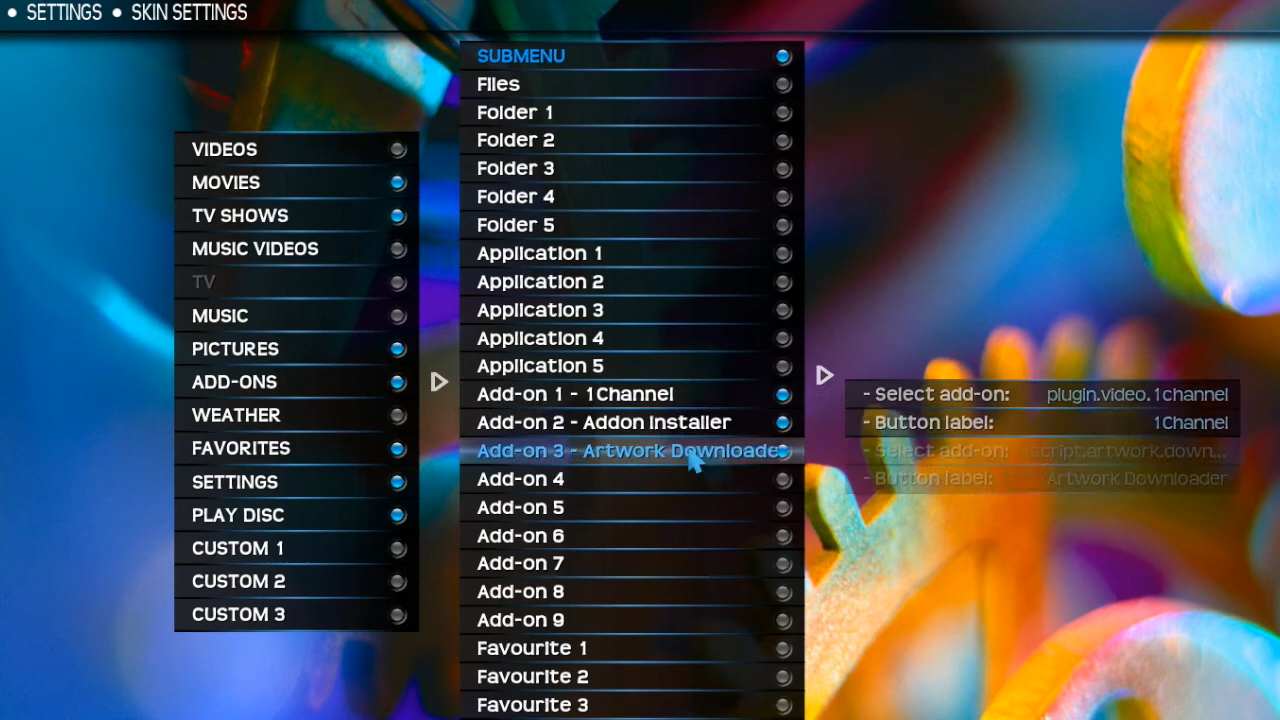 • SETTINGS • SKIN SETTINGS
VIDEOS
MOVIES
TV SHOWS
MUSIC VIDEOS
TV
MUSIC
PICTURES
ADD-ONS
WEATHER
FAVORITES
SETTINGS
PLAY DISC
CUSTOM 1
CUSTOM 2
CUSTOM 3
SUBMENU
Files
Folder 1
Folder 2
Folder 3
Folder 4
Folder 5
Application 1
Application 2
Application 3
Application 4
Application 5
Add-on 1 - 1Channel
Add-on 2 - Addon Installer
Add-on 3 - Artwork Downloade
Add-on 4
Add-on 5
Add-on 6
Add-on 7
Add-on 8
Add-on 9
Favourite 1
Favourite 2
Favourite 3
- Select add-on: plugin.video.1channel
- Button label: 1Channel
- Select add-on: script.artwork.down...
- Button label: Artwork Downloader